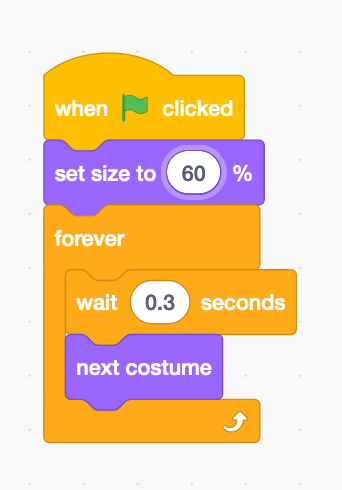 when clicked
set size to 60 %
forever
wait 0.3 seconds
next costume